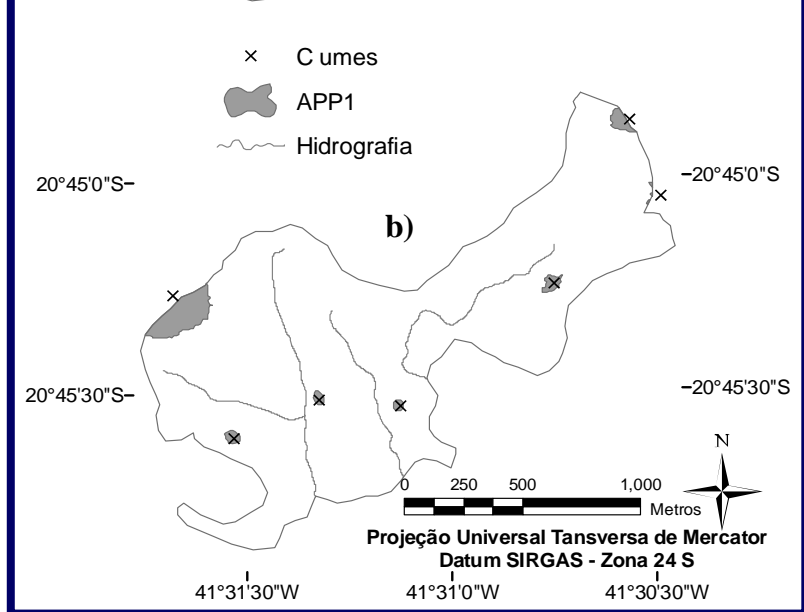 C umes
APP1
Hidrografia
20°45'0"S
20°45'0"S
b)
20°45'30"S
20°45'30"S
N
0 250 500 1,000
Metros
Projeção Universal Tansversa de Mercator
Datum SIRGAS - Zona 24 S
41°31'30"W 41°31'0"W 41°30'30"W